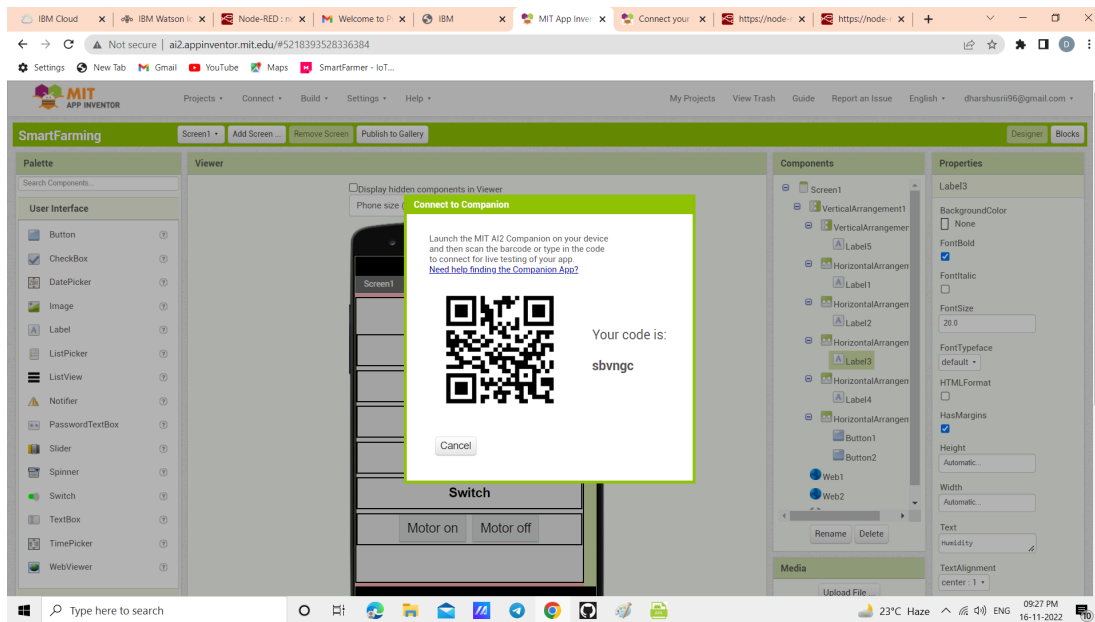 IBM Cloud
IBM Watson Io
Node-RED : n
Welcome to P
IBM
MIT App Inver
Connect your
https://node-r
https://node-r
Not secure | ai2.appinventor.mit.edu/#5218393528336384
D
Settings New Tab Gmail YouTube Maps SmartFarmer - IoT...
MIT
APP INVENTOR
Projects Connect Build Settings Help My Projects View Trash Guide Report an Issue English dharshusrii96@gmail.com
SmartFarming Screen1 Add Screen ... Remove Screen Publish to Gallery Designer Blocks
Palette
Search Components...
User Interface
Button
CheckBox
DatePicker
Image
Label
ListPicker
ListView
Notifier
PasswordTextBox
Slider
Spinner
Switch
TextBox
TimePicker
WebViewer
Viewer
Display hidden components in Viewer
Phone size (
Screen1
Connect to Companion
Launch the MIT AI2 Companion on your device
and then scan the barcode or type in the code
to connect for live testing of your app.
Need help finding the Companion App?
Your code is:
sbvngc
Cancel
Switch
Motor on Motor off
Components
Screen1
VerticalArrangement1
VerticalArrangemer
Label5
HorizontalArrangem
Label1
HorizontalArrangem
Label2
HorizontalArrangem
Label3
HorizontalArrangem
Label4
HorizontalArrangem
Button1
Button2
Web1
Web2
Rename Delete
Media
Upload File ...
Properties
Label3
BackgroundColor
None
FontBold
FontItalic
FontSize
20.0
FontTypeface
default
HTMLFormat
HasMargins
Height
Automatic...
Width
Automatic...
Text
Humidity
TextAlignment
center : 1
Type here to search
23°C Haze
ENG
09:27 PM
16-11-2022
10